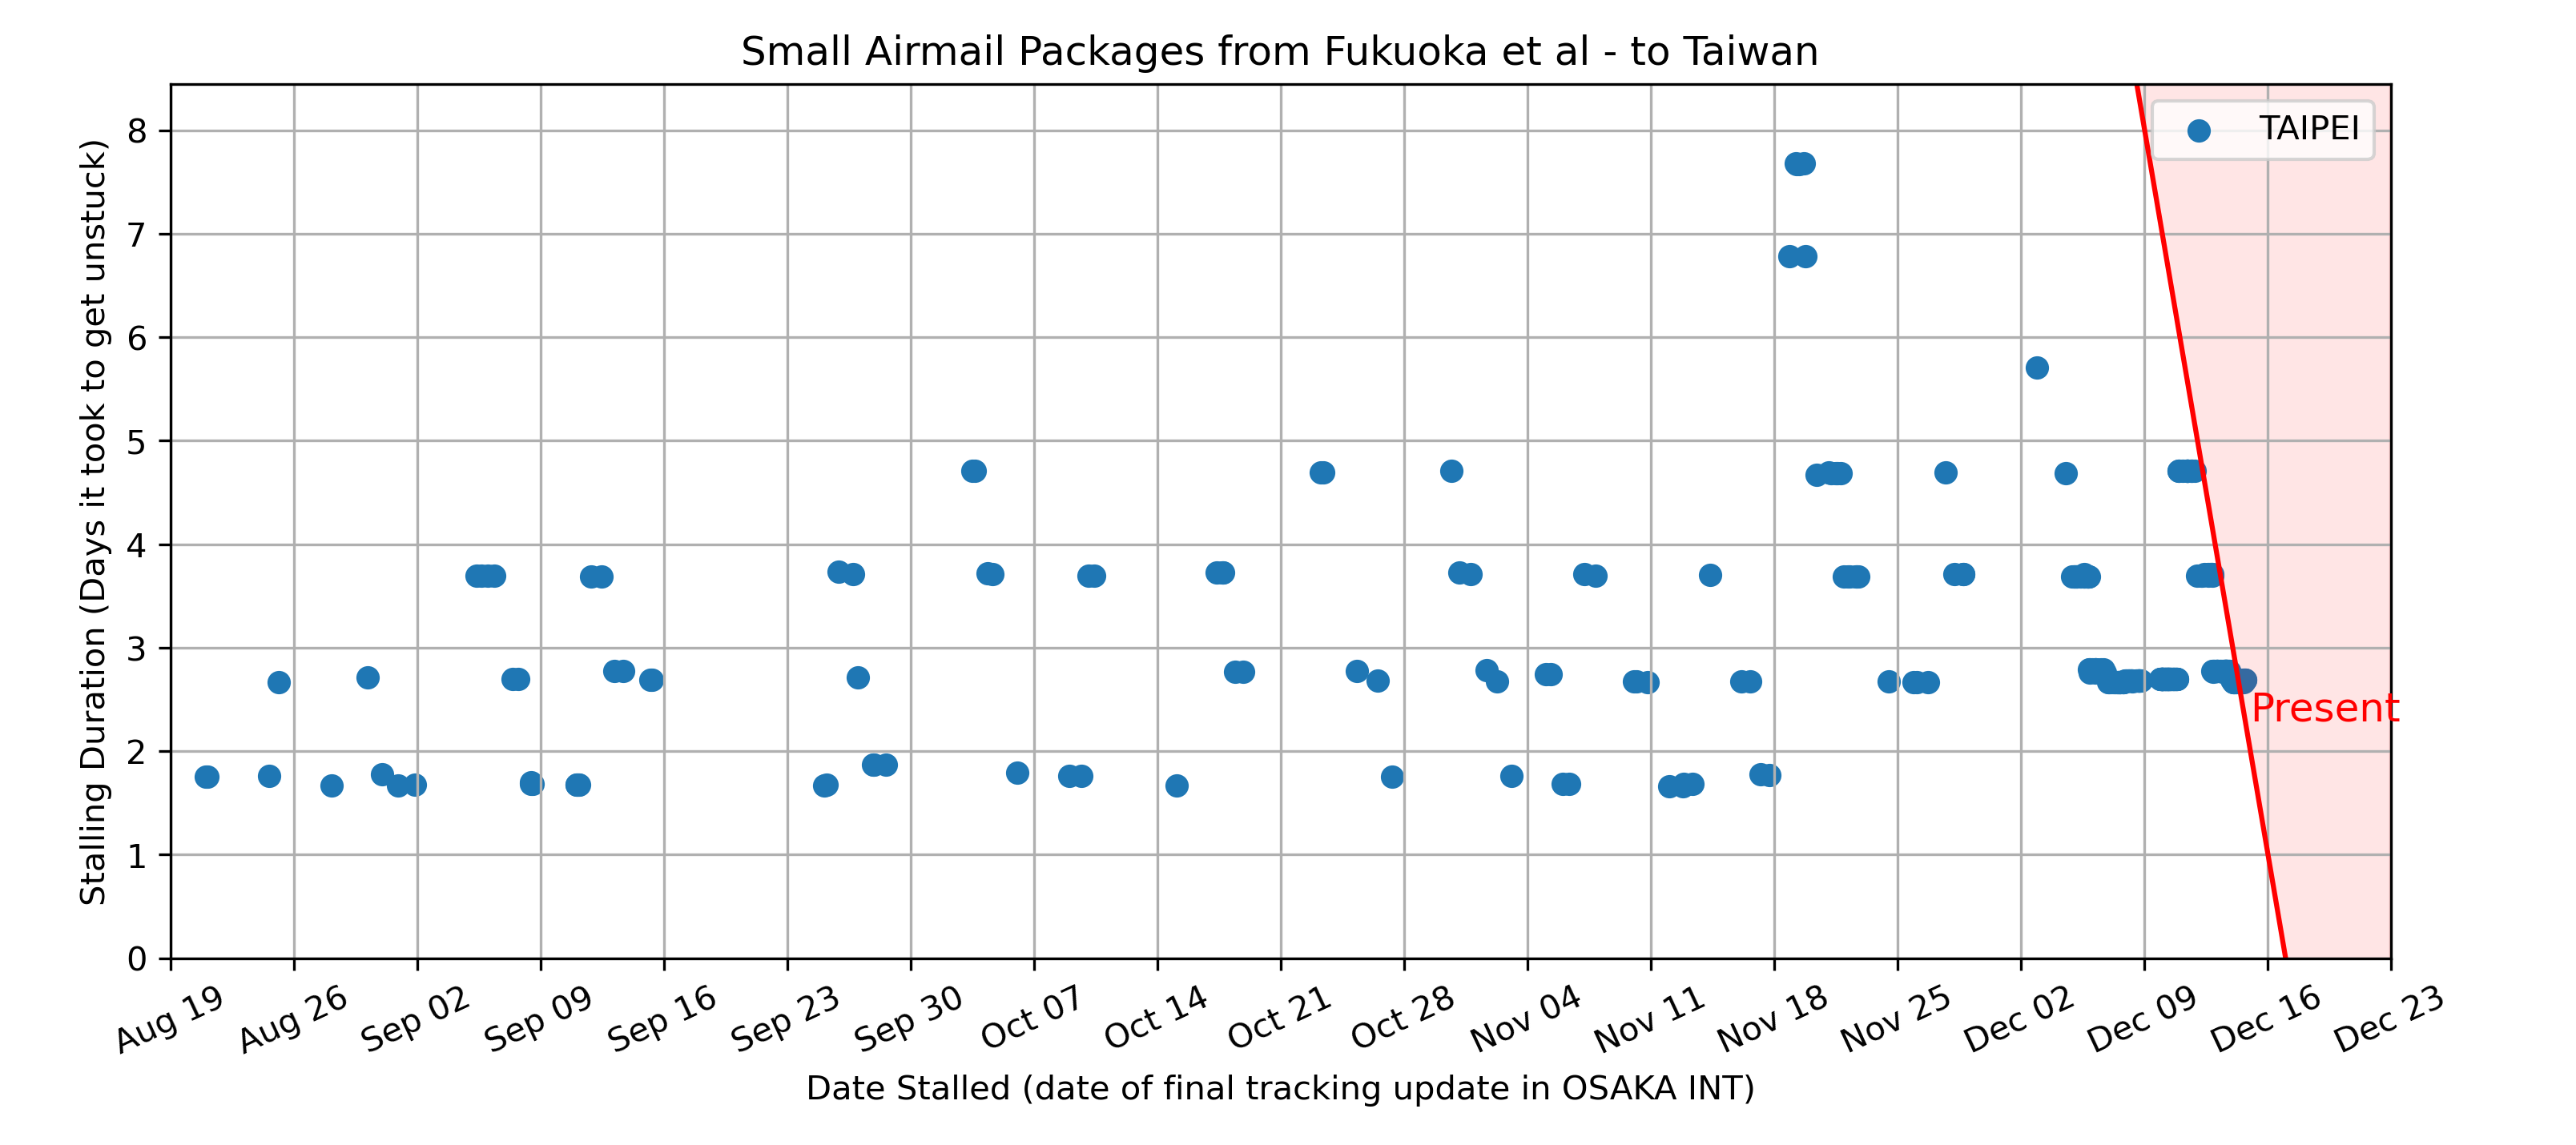 Small Airmail Packages from Fukuoka et al - to Taiwan
TAIPEI
8
7
6
5
4
3
2
1
0
Stalling Duration (Days it took to get unstuck)
Present
Aug 19
Aug 26
Sep 02
Sep 09
Sep 16
Sep 23
Sep 30
Oct 07
Oct 14
Oct 21
Oct 28
Nov 04
Nov 11
Nov 18
Nov 25
Dec 02
Dec 09
Dec 16
Dec 23
Date Stalled (date of final tracking update in OSAKA INT)